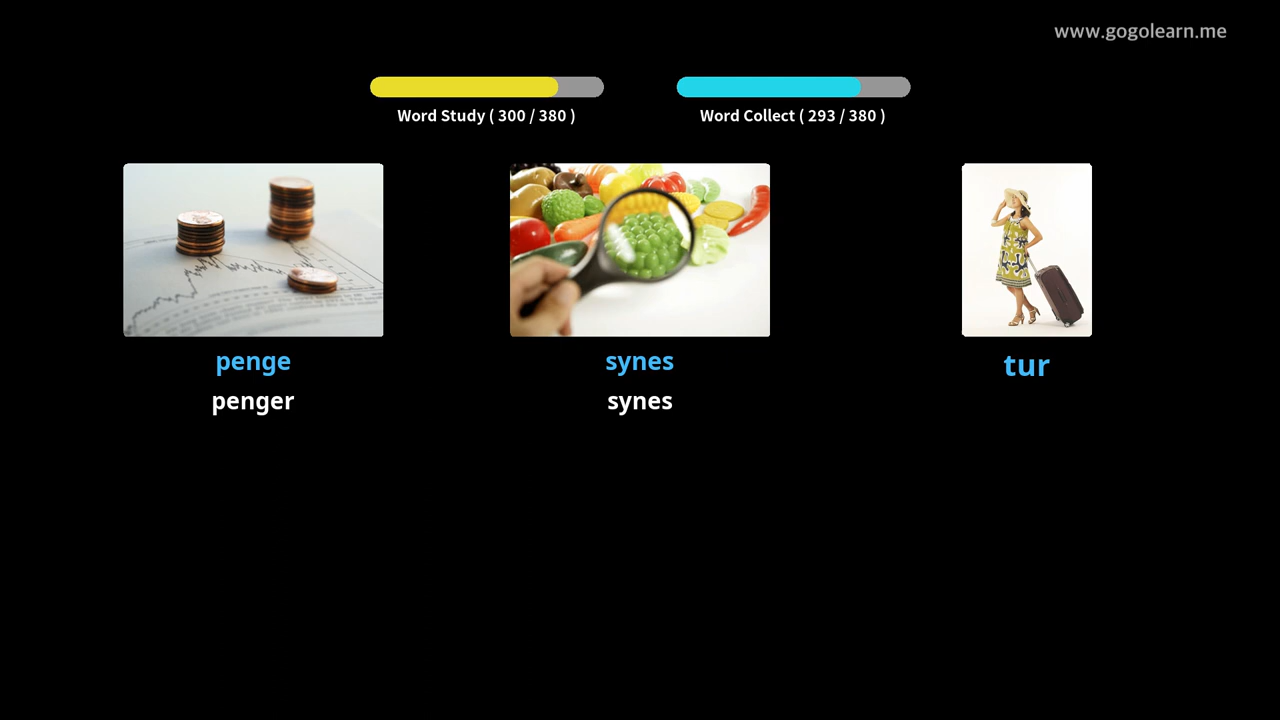 www.gogolearn.me
Word Study ( 300 / 380 )
Word Collect ( 293 / 380 )
penge
synes
tur
penger
synes